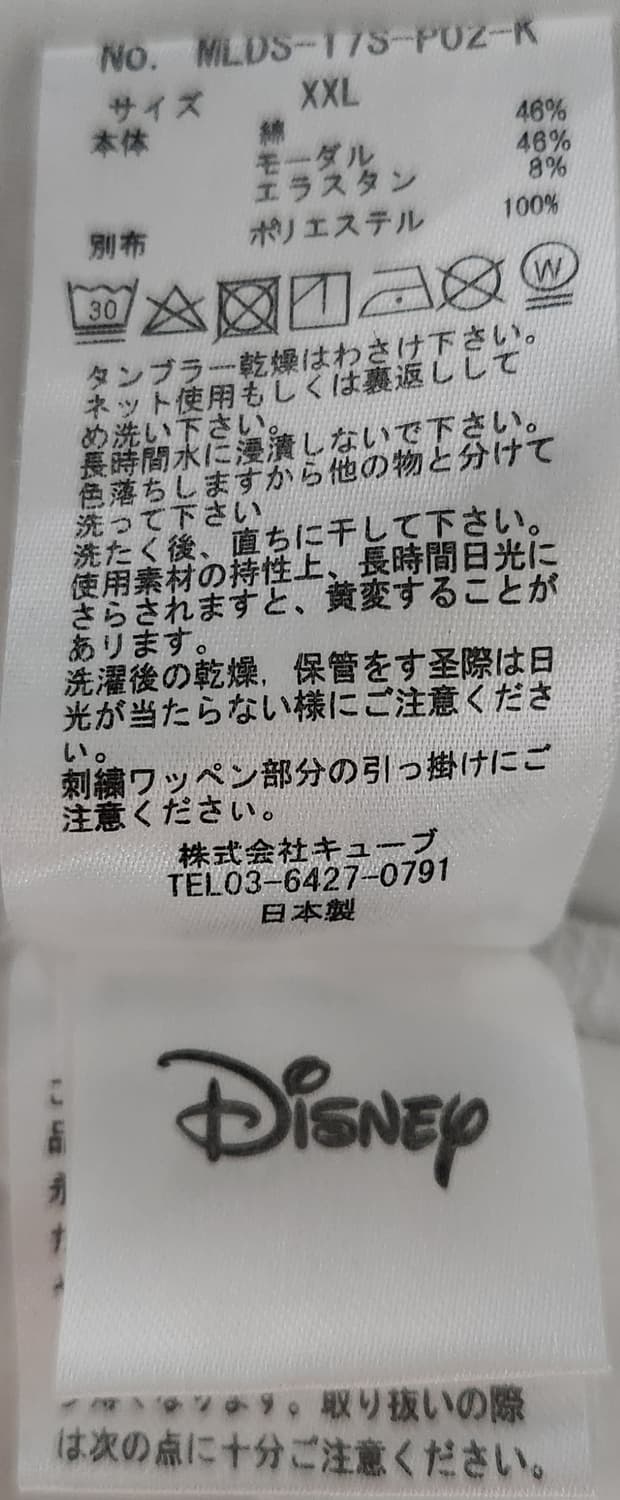 No. MLDS-17S-P02-K
サイズ XXL
本体 綿 46%
モーダル 46%
エラスタン 8%
別布 ポリエステル 100%
30 W
タンブラー乾燥はわさけ下さい。
ネット使用もしくは裏返しして
め洗い下さい。
長時間水に浸漬しないで下さい。
色落ちしますから他の物と分けて
洗って下さい
洗たく後、直ちに干して下さい。
使用素材の持性上、長時間日光に
さらされますと、黄変することが
あります。
洗濯後の乾燥,保管をす圣際は日
光が当たらない様にご注意くださ
い。
刺繍ワッペン部分の引っ掛けにご
注意ください。
株式会社キューブ
TEL03-6427-0791
日本製
Disney
こ
品
なります。取り抜いの際
は次の点に十分ご注意ください。